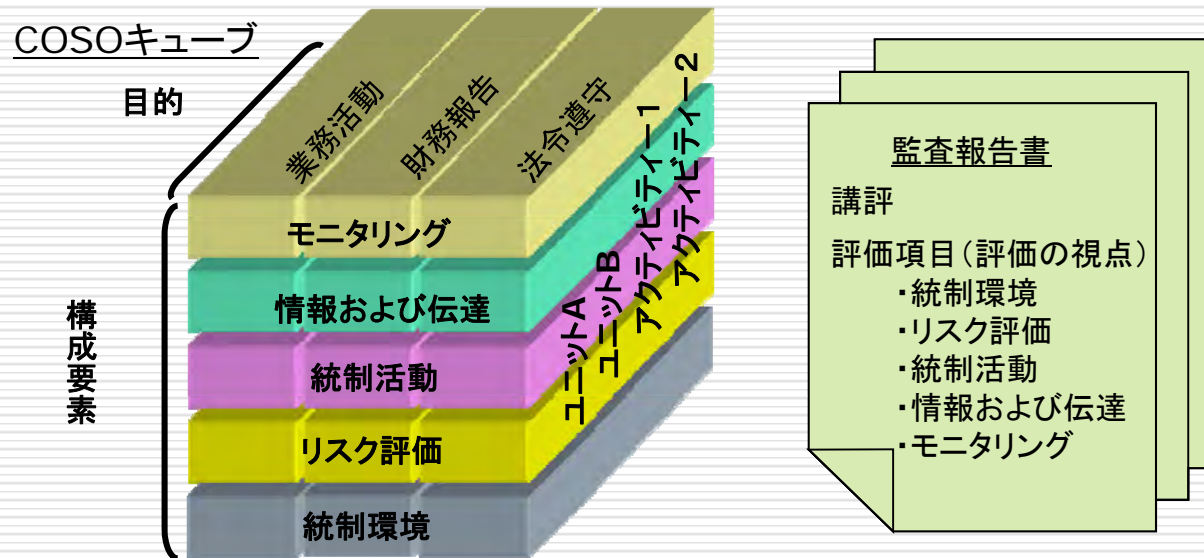 COSOキューブ
目的
業務活動
財務報告
法令遵守
構成要素
モニタリング
情報および伝達
統制活動
リスク評価
統制環境
ユニットA
ユニットB
アクティビティー1
アクティビティー2
監査報告書
講評
評価項目(評価の視点)
・統制環境
・リスク評価
・統制活動
・情報および伝達
・モニタリング